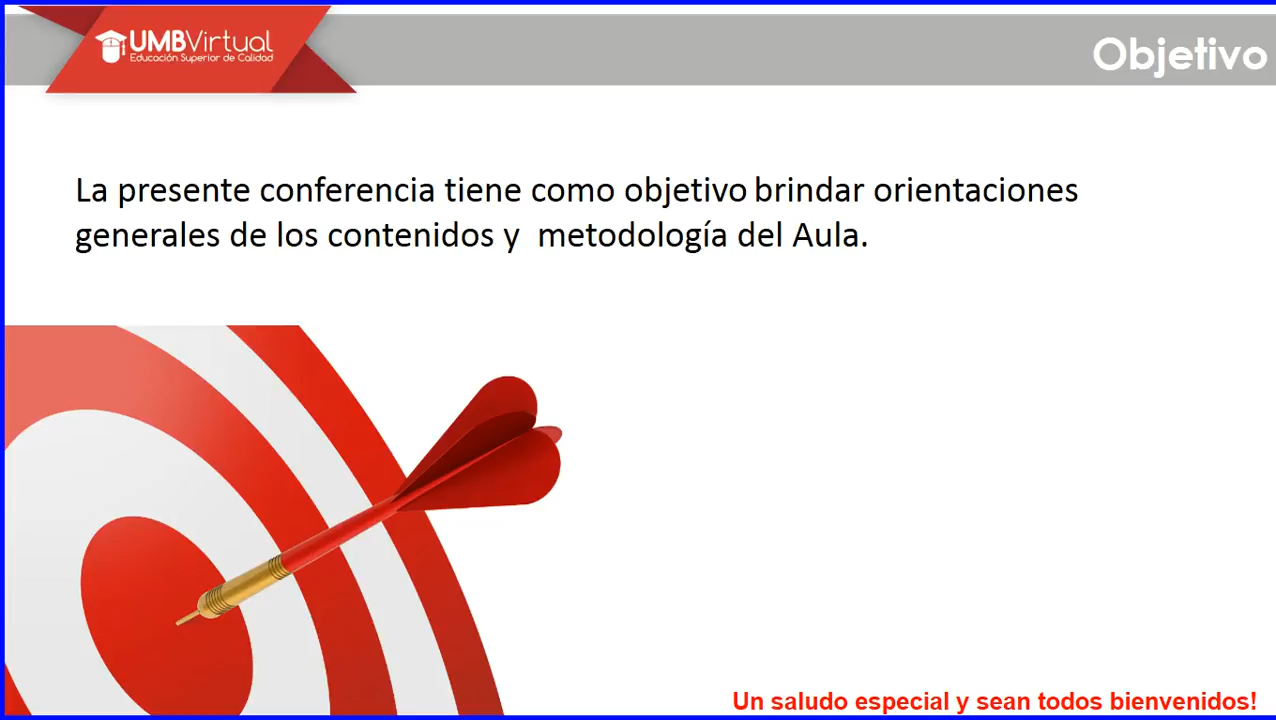 UMBVirtual
Educación Superior de Calidad
Objetivo
La presente conferencia tiene como objetivo brindar orientaciones
generales de los contenidos y metodología del Aula.
Un saludo especial y sean todos bienvenidos!